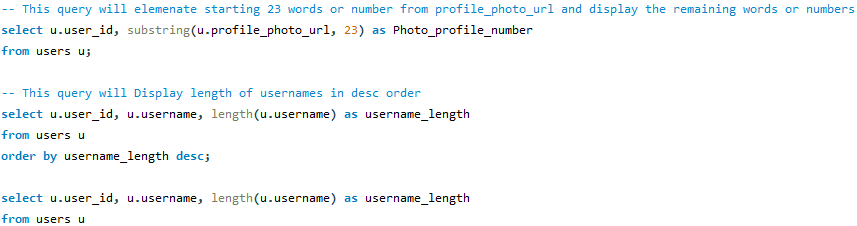 -- This query will elemenate starting 23 words or number from profile_photo_url and display the remaining words or numbers
select u.user_id, substring(u.profile_photo_url, 23) as Photo_profile_number
from users u;
-- This query will Display length of usernames in desc order
select u.user_id, u.username, length(u.username) as username_length
from users u
order by username_length desc;
select u.user_id, u.username, length(u.username) as username_length
from users u